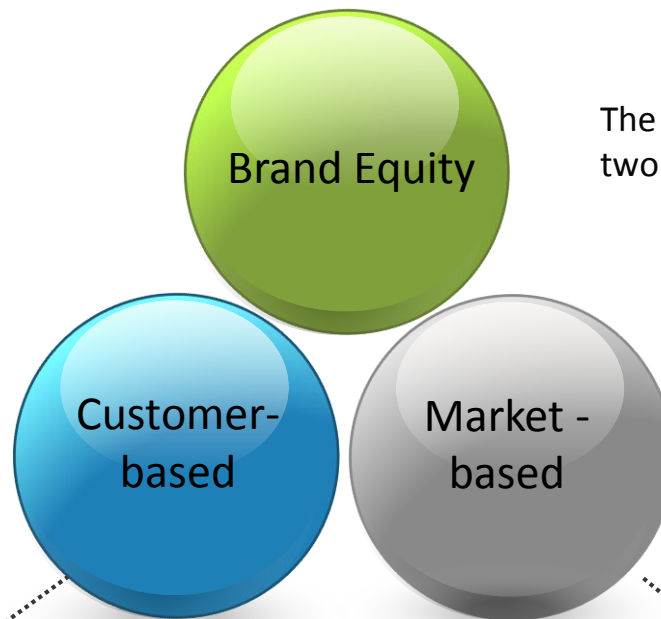 Brand Equity
The
two
Customer-
based
Market -
based